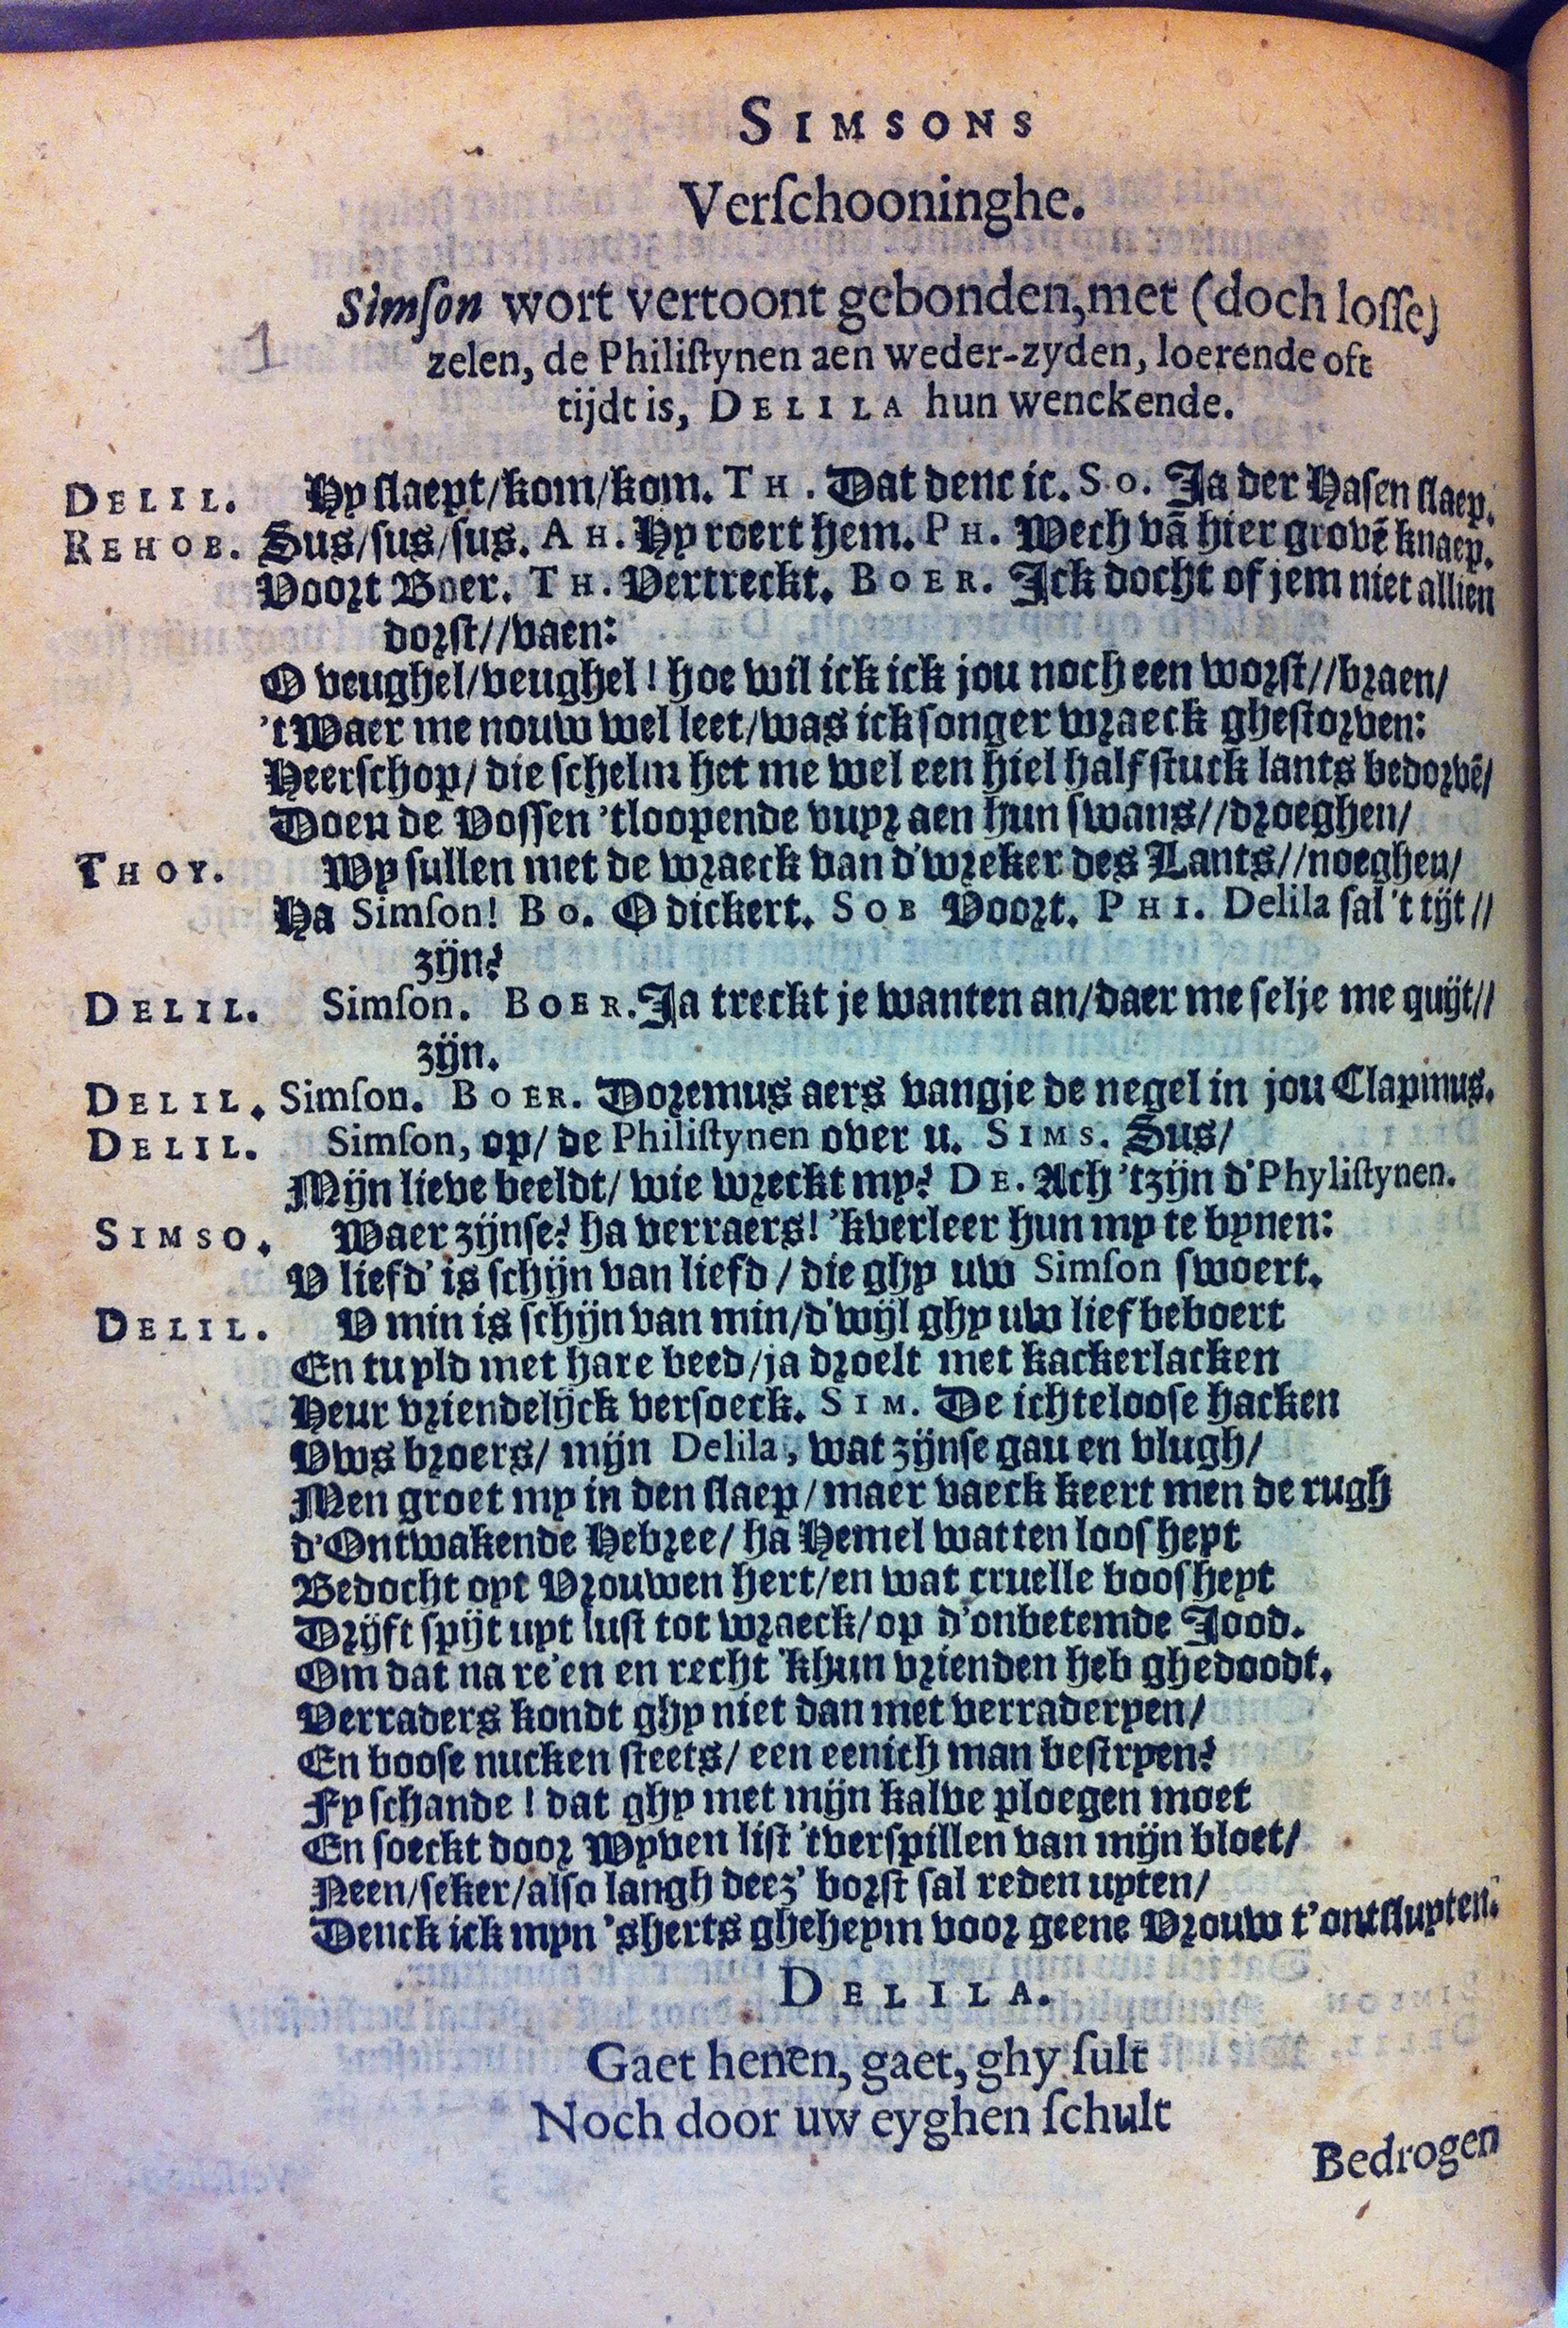 SIMSONS
Verſchooninghe.
1
Simſon wort vertoont gebonden, met (doch loſſe)
zelen, de Philiſtynen aen weder-zyden, loerende oft
tijdt is, DELILA hun wenckende.
DELIL. Hy ſlaept/kom/kom. TH. Dat denc ic. SO. Ja der Haſen ſlaep.
REHOB. Sus/ſus/ſus. AH. Hy roert hem. PH. Wech vā hier grovē knaep.
Voort Boer. TH. Vertreckt. BOER. Ick docht of jem niet allien
dorſt//vaen:
O veughel/veughel! hoe wil ick ick jou noch een worſt//braen/
'tWaer me nouw wel leet/was ick ſonger wraeck gheſtorven:
Heerſchop/ die ſchelm het me wel een hiel half ſtuck lants bedorvē/
Doen de Voſſen 'tloopende vuyr aen hun ſwans//droeghen/
THOY. Wy ſullen met de wraeck van d'wreker des Lants//noeghen/
Ha Simſon! BO. O dickert. SOB Voort. PHI. Delila ſal 't tijt//
zijn?
DELIL. Simſon. BOER. Ja treckt je wanten an/daer me ſelje me quijt//
zijn.
DELIL. Simſon. BOER. Doremus aers vangje de negel in jou Clapmus.
DELIL. Simſon, op/ de Philiſtynen over u. SIMS. Sus/
Mijn lieve beeldt/ wie wreckt my? DE. Ach 'tzijn d'Phyliſtynen.
SIMSO. Waer zijnſe? ha verraers! 'kverleer hun my te bynen:
V liefd' is ſchijn van liefd / die ghy uw Simſon ſwoert.
DELIL. V min is ſchijn van min/d'wijl ghy uw lief beboert
En tuyld met hare beed/ja droelt met kackerlacken
Heur vriendelijck verſoeck. SIM. De ichteloose hacken
Vws broers/ mijn Delila, wat zijnſe gau en vlugh/
Men groet my in den ſlaep/maer vaeck keert men de rugh
d'Ontwakende Hebree/ ha Hemel wat ten loosheyt
Bedocht oyt Vrouwen hert/en wat cruelle boosheyt
Drijft ſpijt uyt luſt tot wraeck/op d'onbetemde Jood.
Om dat na re'en en recht 'khun vrienden heb ghedoodt.
Verraders kondt ghy niet dan met verraderyen/
En booſe nucken ſteets/ een eenich man beſtryen?
Fy ſchande! dat ghy met mijn kalve ploegen moet
En ſoeckt door Wyven liſt 'tverſpillen van mijn bloet/
Neen/ſeker/alſo langh deez' borſt ſal reden uyten/
Denck ick myn 'sherts gheheym voor geene Vrouw t'ontſluyten.
DELILA.
Gaet henen, gaet, ghy ſult
Noch door uw eyghen ſchult
Bedrogen